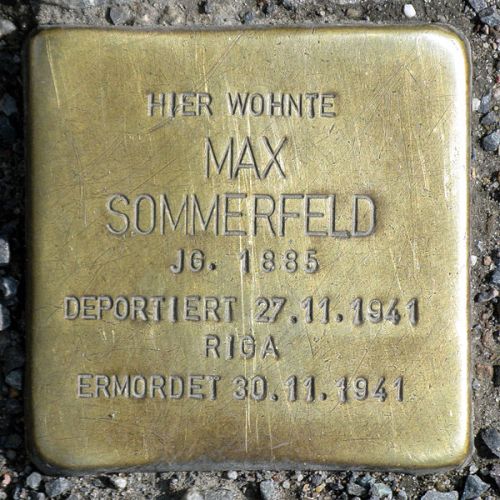 HIER WOHNTE
MAX
SOMMERFELD
JG. 1885
DEPORTIERT 27.11.1941
RIGA
ERMORDET 30.11.1941